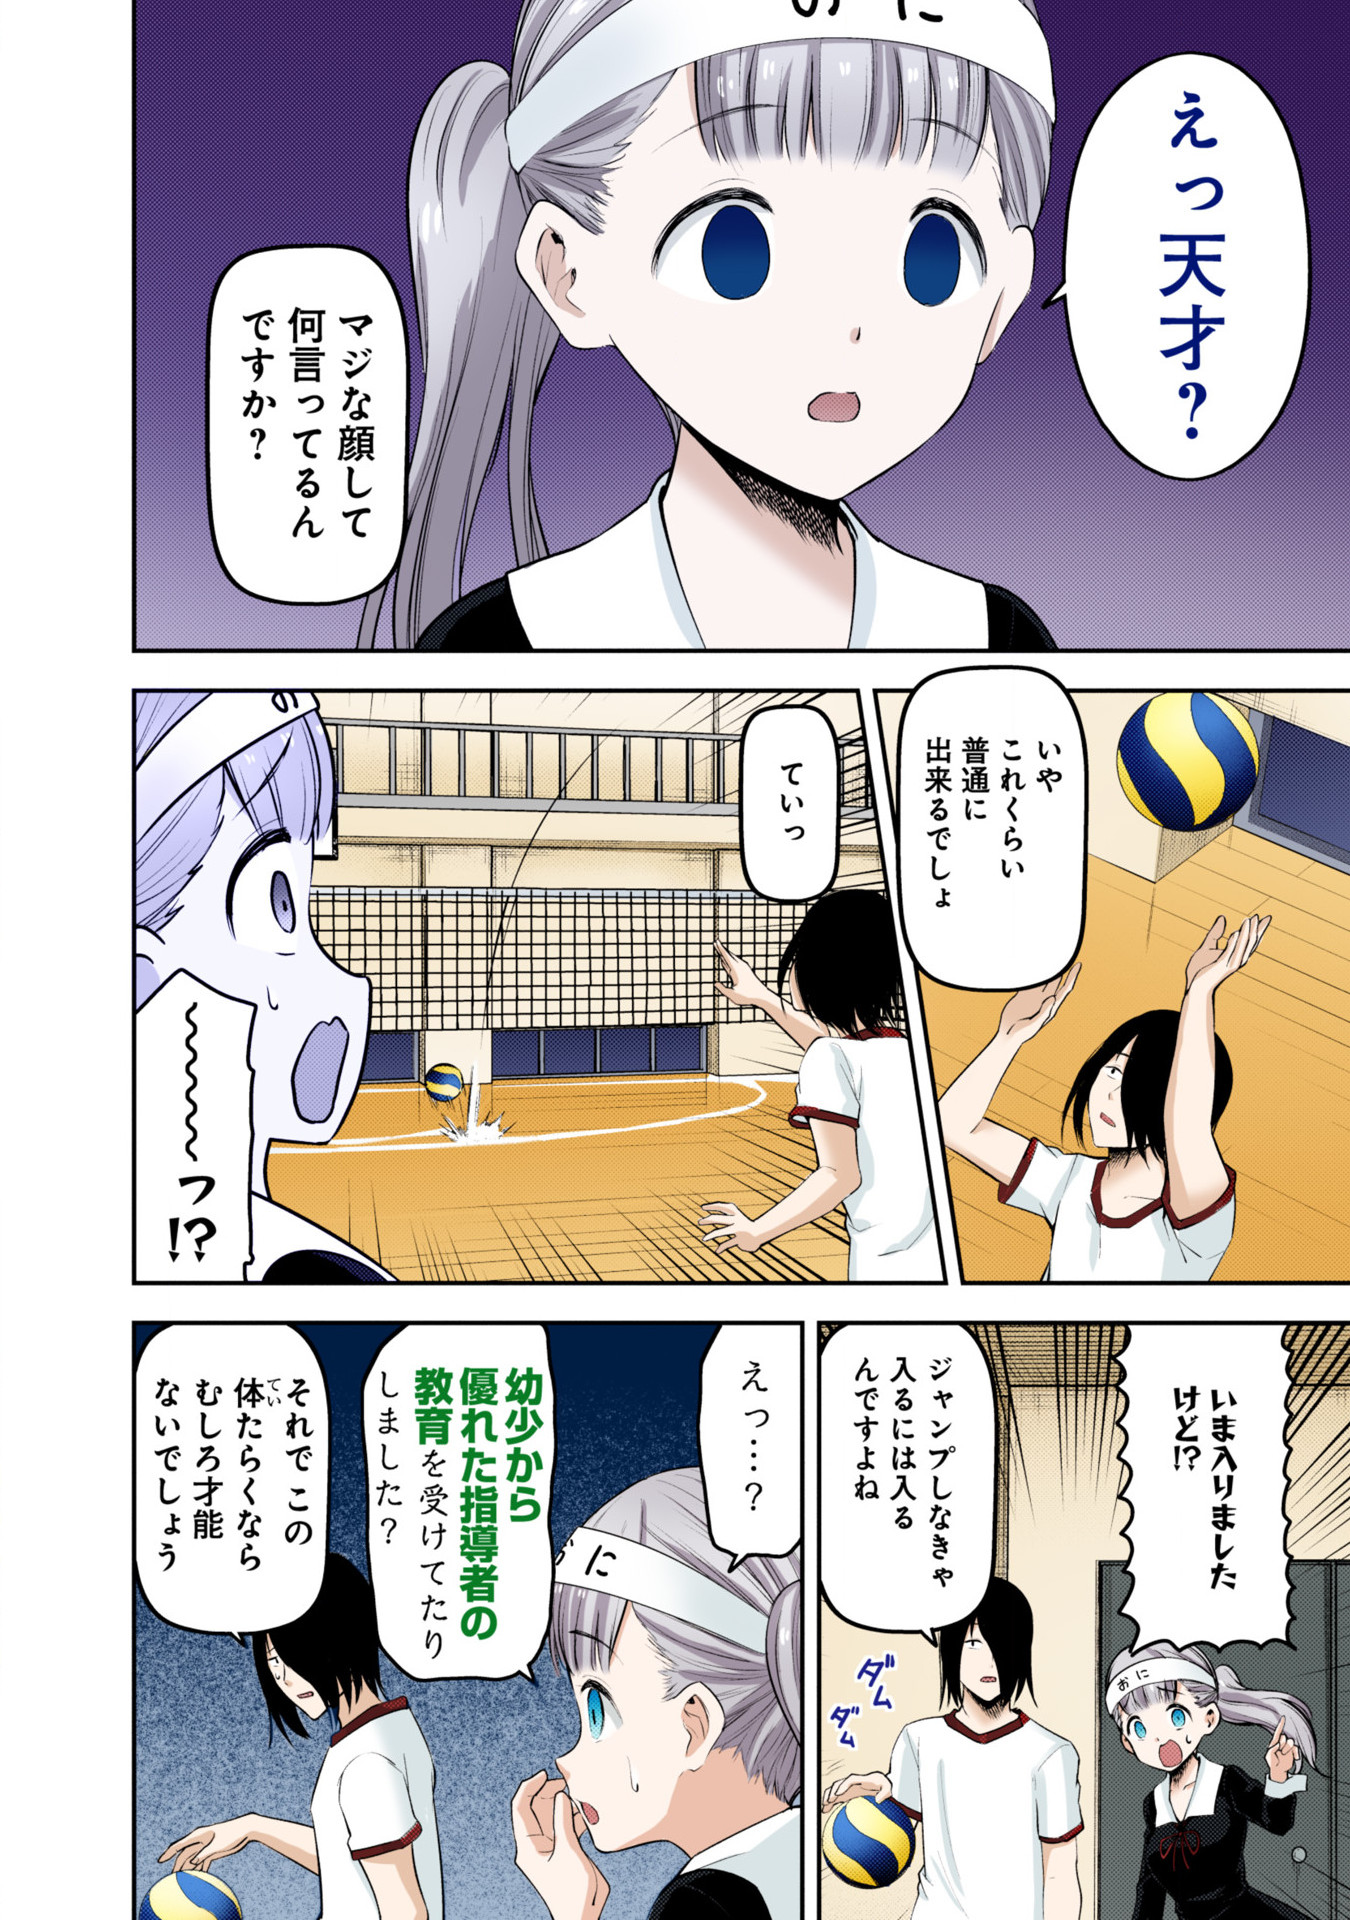 おに
えっ天才?
マジな顔して
何言ってるん
ですか?
いや
これくらい
普通に
出来るでしょ
ていっ
の
〜〜〜〜っ!?
いま入りました
けど!?
おに
ジャンプしなきゃ
入るには入る
んですよね
ダム
ダム
えっ…?
おに
幼少から
優れた指導者の
教育を受けてたり
しました?
それでこの
体たらくなら
てい
むしろ才能
ないでしょう